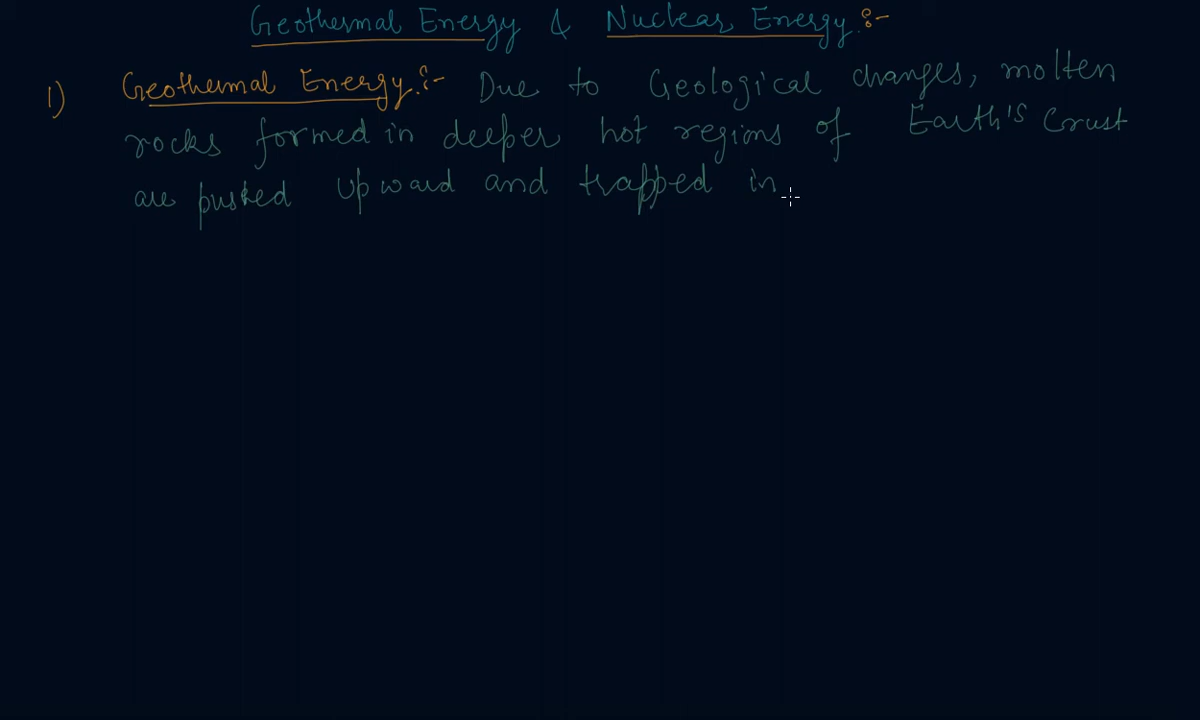 Geothermal Energy & Nuclear Energy:-
1) Geothermal Energy:- Due to Geological changes, molten
rocks formed in deeper hot regions of Earth's Crust
are pushed upward and trapped in